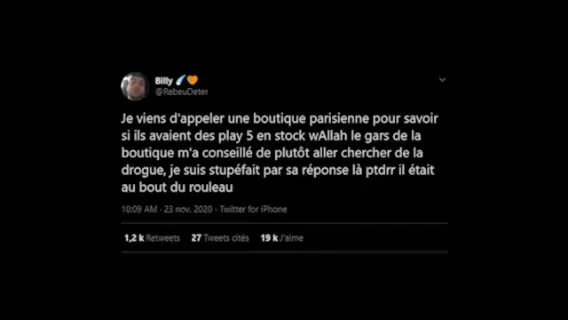 Billy
@RebeuDeter
Je viens d'appeler une boutique parisienne pour savoir
si ils avaient des play 5 en stock wAllah le gars de la
boutique m'a conseillé de plutôt aller chercher de la
drogue, je suis stupéfait par sa réponse là ptdrr il était
au bout du rouleau
10:09 AM · 23 nov. 2020 · Twitter for iPhone
1,2 k Retweets 27 Tweets cités 19 k J'aime